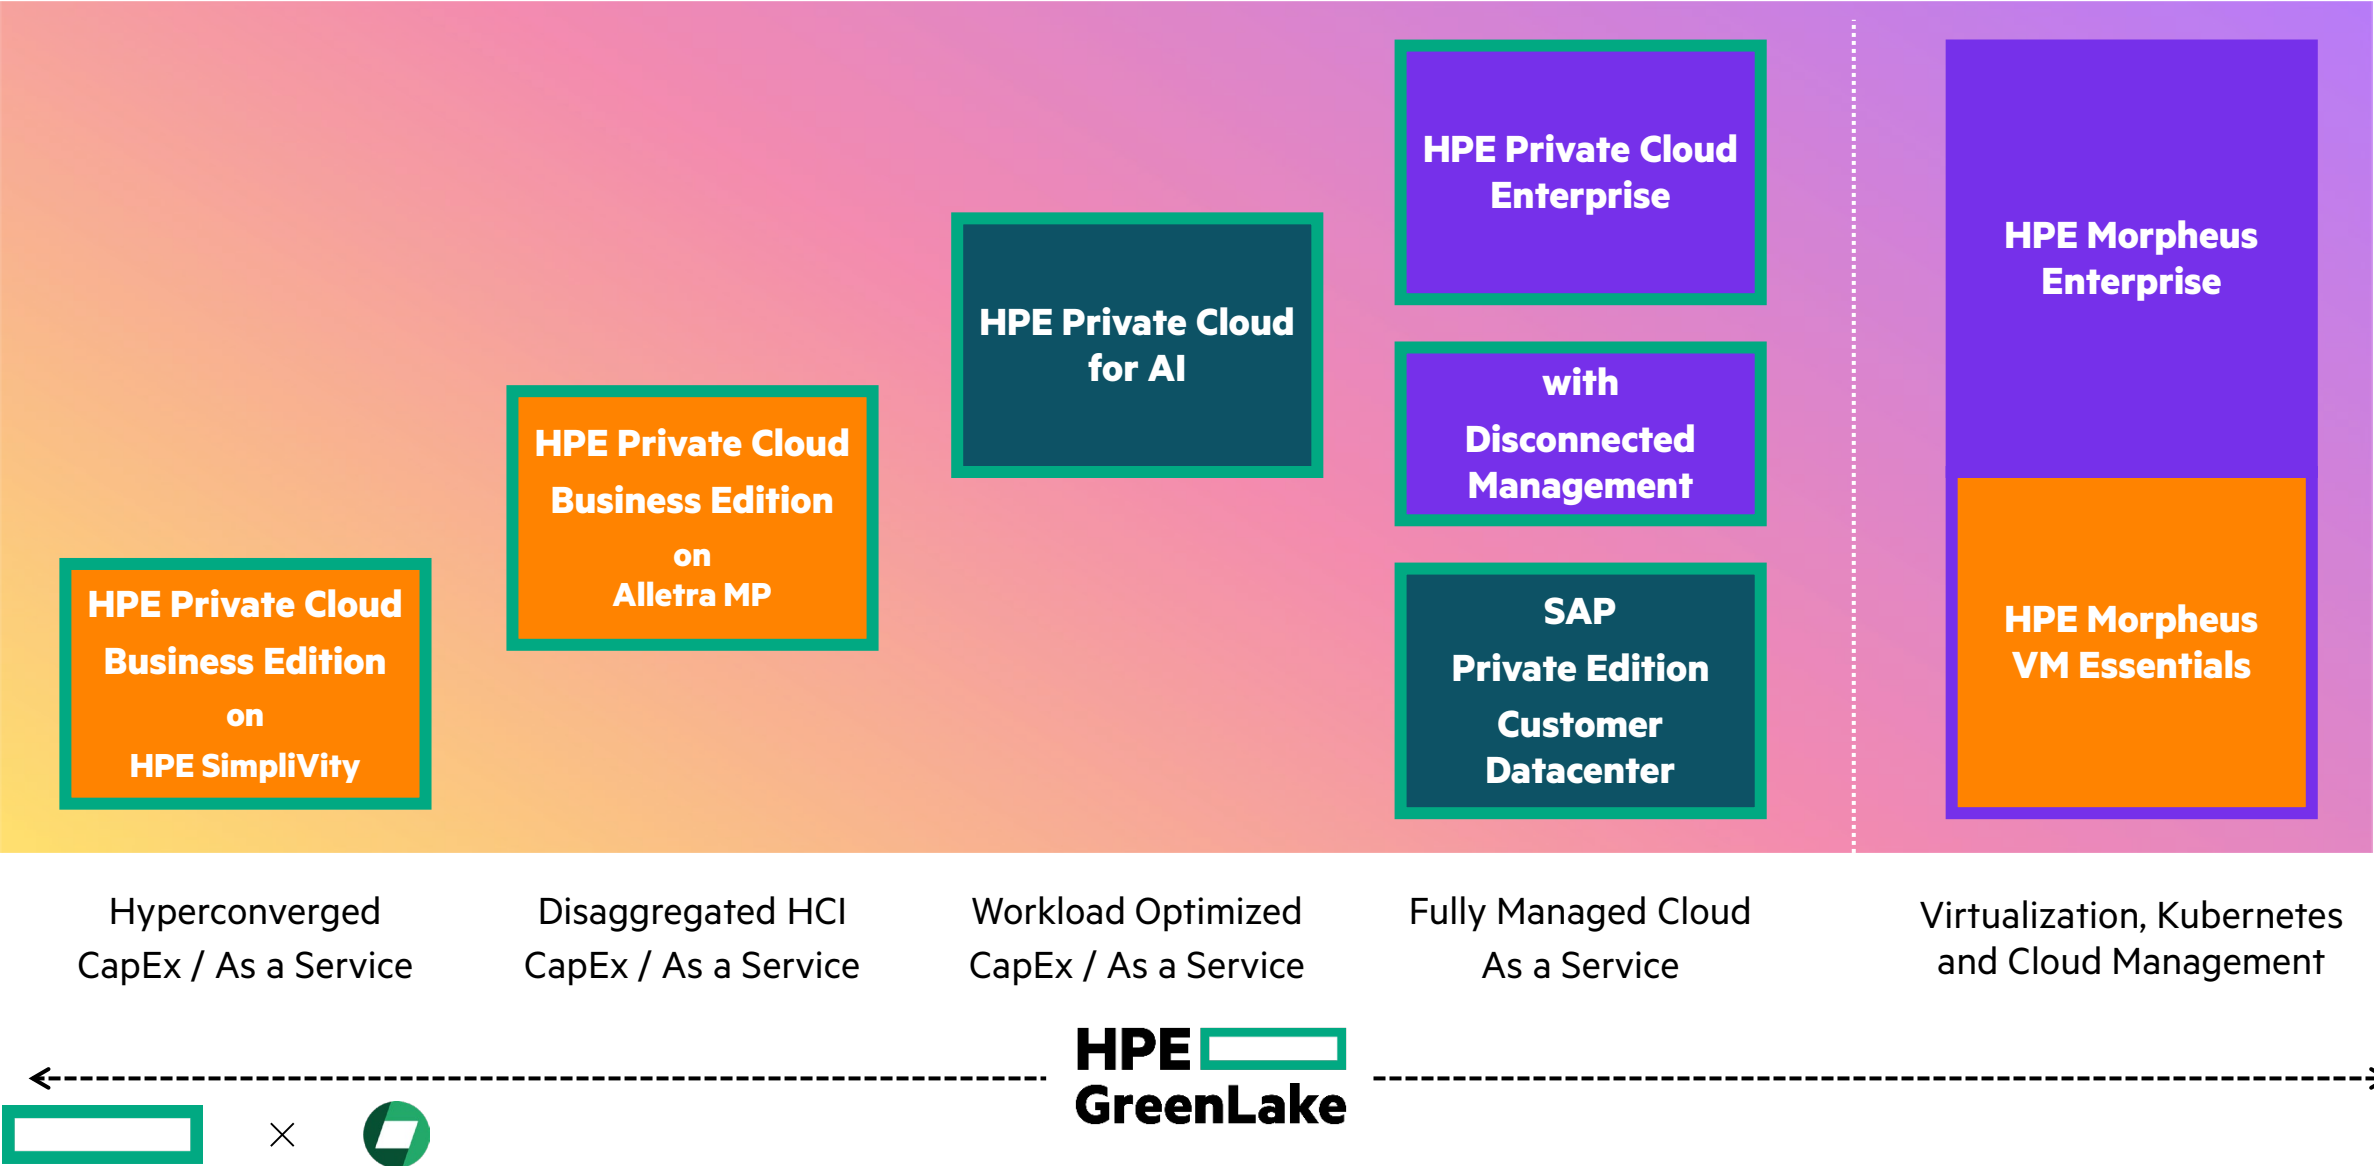 HPE Private Cloud
Business Edition
on
HPE SimpliVity
HPE Private Cloud
Business Edition
on
Alletra MP
HPE Private Cloud
for AI
HPE Private Cloud
Enterprise
with
Disconnected
Management
SAP
Private Edition
Customer
Datacenter
HPE Morpheus
Enterprise
HPE Morpheus
VM Essentials
Hyperconverged
CapEx / As a Service
Disaggregated HCI
CapEx / As a Service
Workload Optimized
CapEx / As a Service
Fully Managed Cloud
As a Service
Virtualization, Kubernetes
and Cloud Management
HPE
GreenLake
×